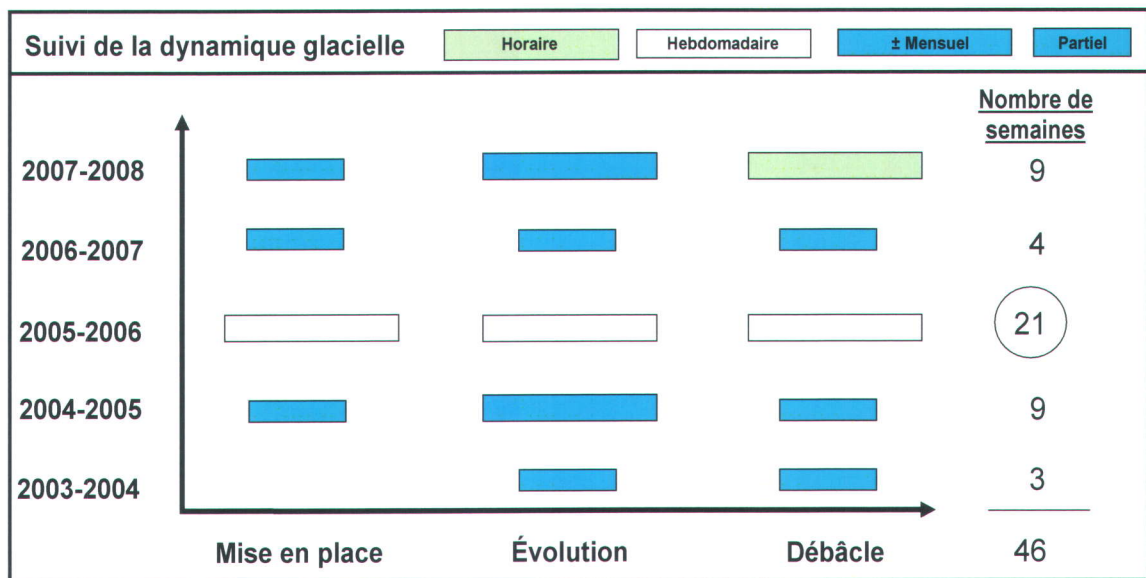 Suivi de la dynamique glacielle Horaire Hebdomadaire ± Mensuel Partiel
Nombre de
semaines
2007-2008 9
2006-2007 4
2005-2006 21
2004-2005 9
2003-2004 3
Mise en place Évolution Débâcle 46